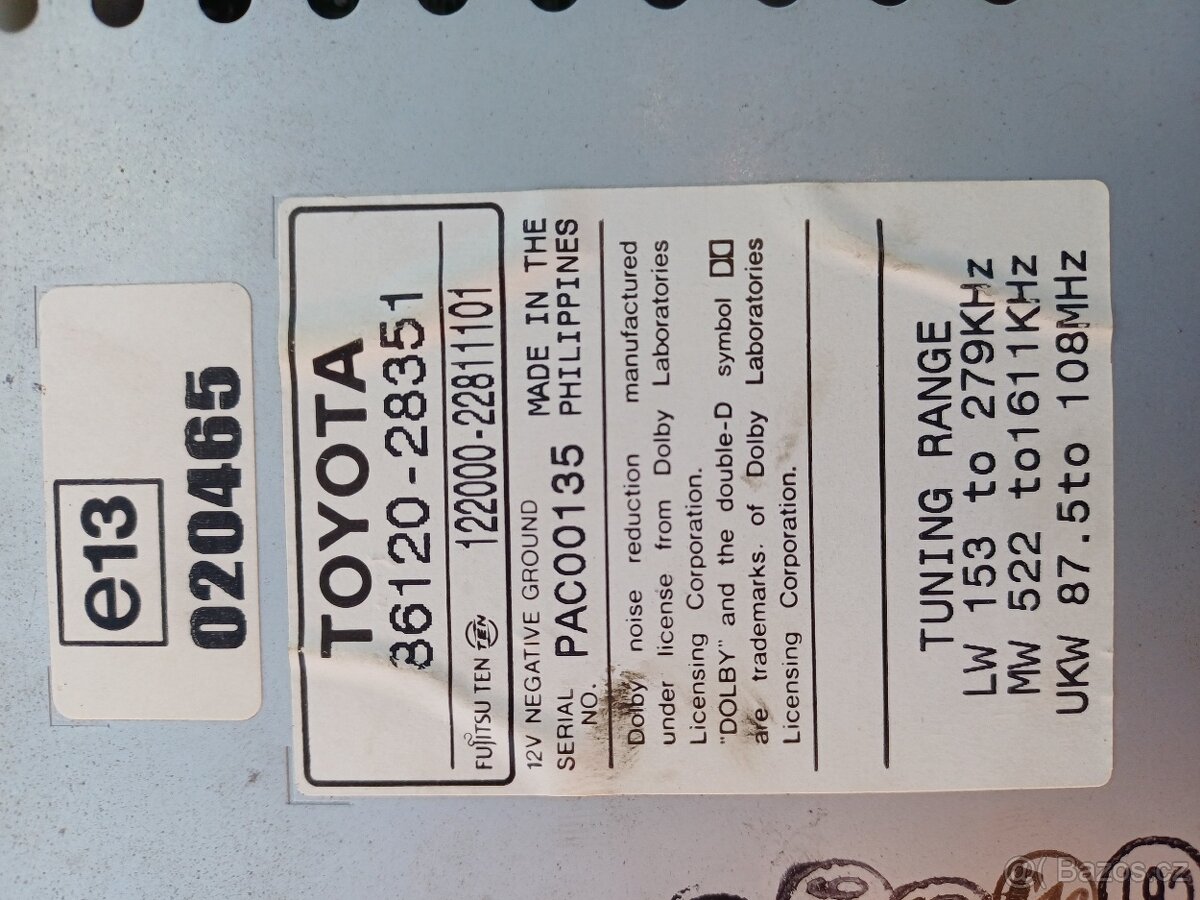 e13
020465
TOYOTA
86120-28351
FUJITSU TEN TEN 122000-22811101
12V NEGATIVE GROUND MADE IN THE
SERIAL NO. PAC00135 PHILIPPINES
Dolby noise reduction manufactured
under license from Dolby Laboratories
Licensing Corporation.
"DOLBY" and the double-D symbol
are trademarks of Dolby Laboratories
Licensing Corporation.
TUNING RANGE
LW 153 to 279KHz
MW 522 to1611KHz
UKW 87.5to 108MHz
Bazos.cz